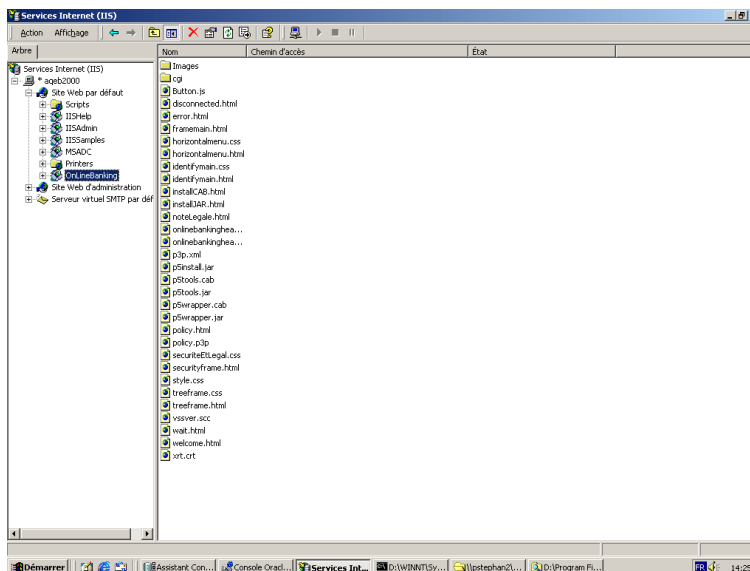 Services Internet (IIS)
Action Affichage
Arbre
Nom Chemin d'accès État
Services Internet (IIS)
* aqeb2000
Site Web par défaut
Scripts
IISHelp
IISAdmin
IISSamples
MSADC
Printers
OnLineBanking
Site Web d'administration
Serveur virtuel SMTP par déf
Images
cgi
Button.js
disconnected.html
error.html
framemain.html
horizontalmenu.css
horizontalmenu.html
identifymain.css
identifymain.html
installCAB.html
installJAR.html
noteLegale.html
onlinebankinghea...
onlinebankinghea...
p3p.xml
p5install.jar
p5tools.cab
p5tools.jar
p5wrapper.cab
p5wrapper.jar
policy.html
policy.p3p
securiteEtLegal.css
securityframe.html
style.css
treeframe.css
treeframe.html
vssver.scc
wait.html
welcome.html
xrt.crt
Démarrer Assistant Con... Console Oracl... Services Int... D:\WINNT\Sy... \\pstephan2\... D:\Program Fi... FR 14:25